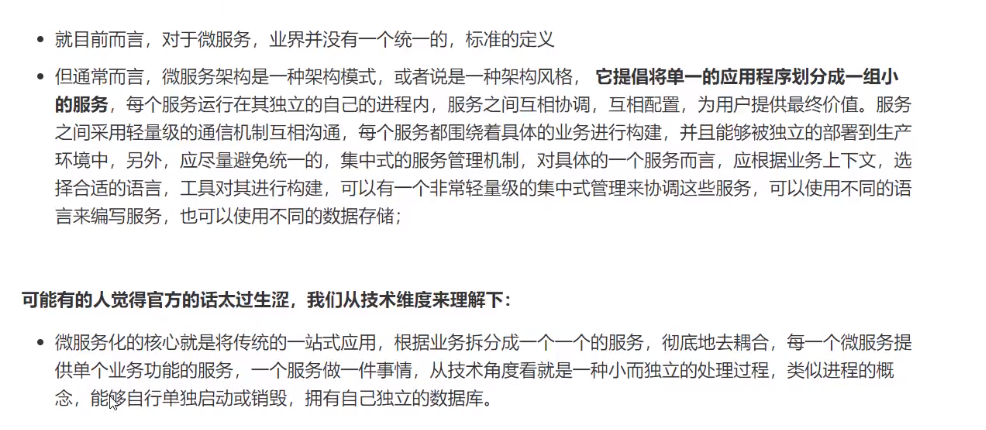 就目前而言，对于微服务，业界并没有一个统一的，标准的定义
但通常而言，微服务架构是一种架构模式，或者说是一种架构风格，它提倡将单一的应用程序划分成一组小
的服务，每个服务运行在其独立的自己的进程内，服务之间互相协调，互相配置，为用户提供最终价值。服务
之间采用轻量级的通信机制互相沟通，每个服务都围绕着具体的业务进行构建，并且能够被独立的部署到生产
环境中，另外，应尽量避免统一的，集中式的服务管理机制，对具体的一个服务而言，应根据业务上下文，选
择合适的语言，工具对其进行构建，可以有一个非常轻量级的集中式管理来协调这些服务，可以使用不同的语
言来编写服务，也可以使用不同的数据存储；
可能有的人觉得官方的话太过生涩，我们从技术维度来理解下：
微服务化的核心就是将传统的一站式应用，根据业务拆分成一个一个的服务，彻底地去耦合，每一个微服务提
供单个业务功能的服务，一个服务做一件事情，从技术角度看就是一种小而独立的处理过程，类似进程的概
念，能够自行单独启动或销毁，拥有自己独立的数据库。